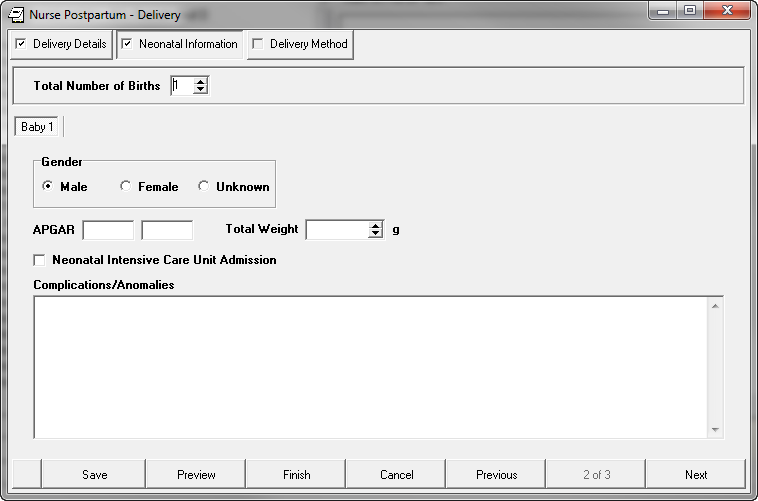 Nurse Postpartum - Delivery
Delivery Details Neonatal Information Delivery Method
Total Number of Births 1
Baby 1
Gender
Male Female Unknown
APGAR Total Weight g
Neonatal Intensive Care Unit Admission
Complications/Anomalies
Save Preview Finish Cancel Previous 2 of 3 Next